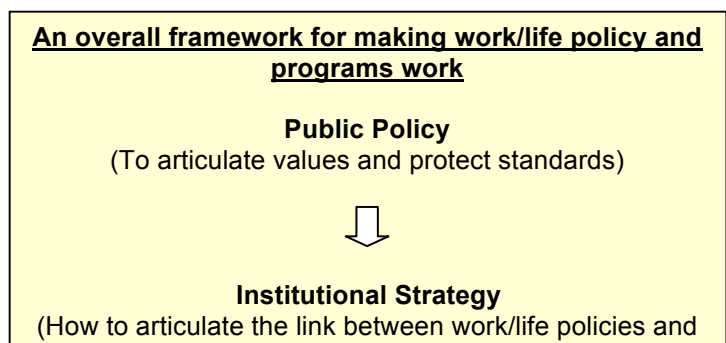 An overall framework for making work/life policy and
programs work
Public Policy
(To articulate values and protect standards)
Institutional Strategy
(How to articulate the link between work/life policies and